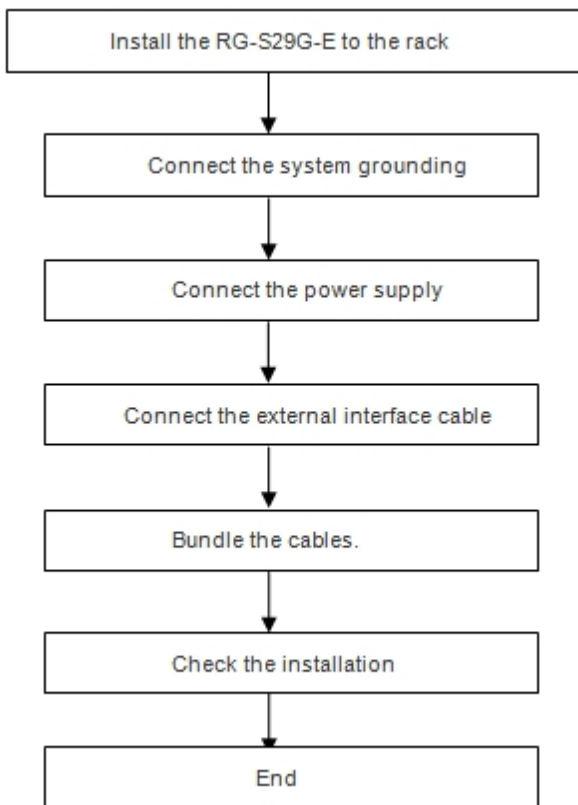 Install the RG-S29G-E to the rack
Connect the system grounding
Connect the power supply
Connect the external interface cable
Bundle the cables.
Check the installation
End